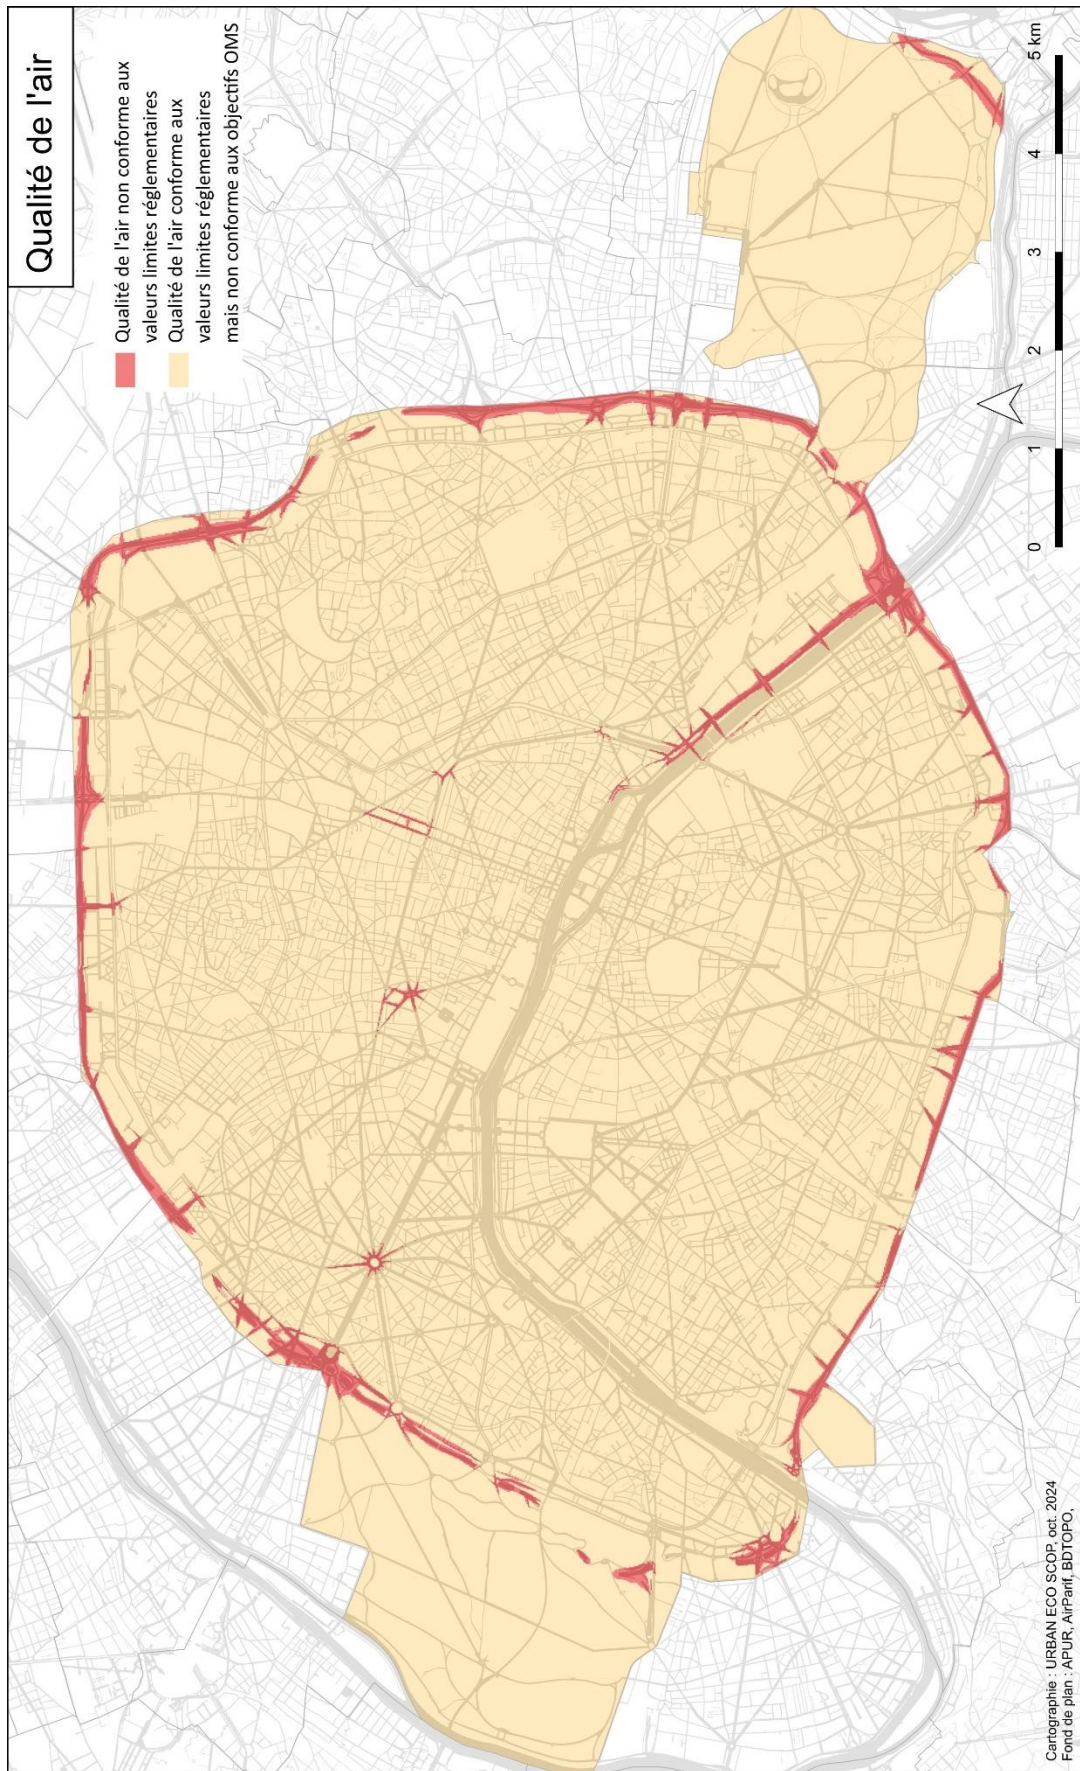 Qualité de l'air
Qualité de l'air non conforme aux
valeurs limites réglementaires
Qualité de l'air conforme aux
valeurs limites réglementaires
mais non conforme aux objectifs OMS
0 1 2 3 4 5 km
Cartographie : URBAN ECO SCOP, oct. 2024
Fond de plan : APUR, AirParif, BDTOPO,